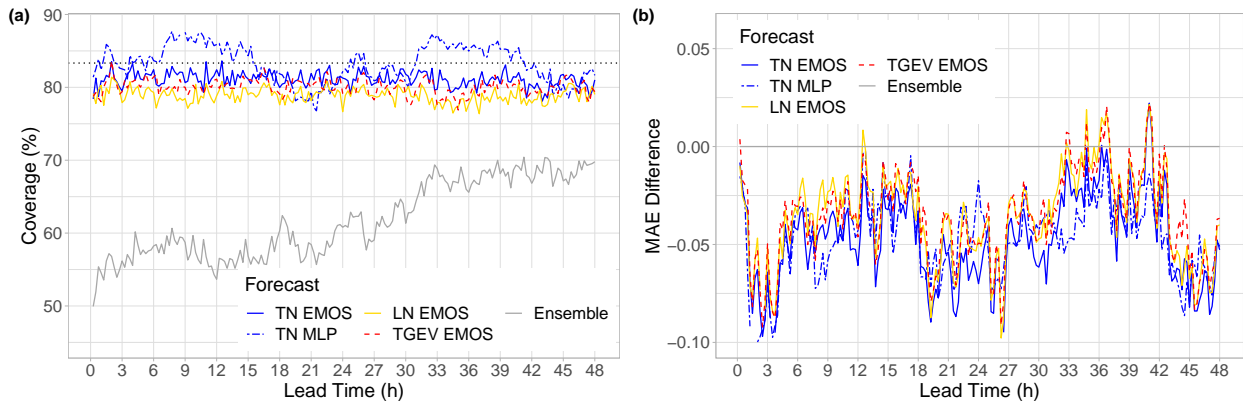 (a)
90
80
70
60
50
Coverage (%)
Forecast
TN EMOS LN EMOS Ensemble
TN MLP TGEV EMOS
0 3 6 9 12 15 18 21 24 27 30 33 36 39 42 45 48
Lead Time (h)
(b)
0.05
0.00
−0.05
−0.10
MAE Difference
Forecast
TN EMOS TGEV EMOS
TN MLP Ensemble
LN EMOS
0 3 6 9 12 15 18 21 24 27 30 33 36 39 42 45 48
Lead Time (h)